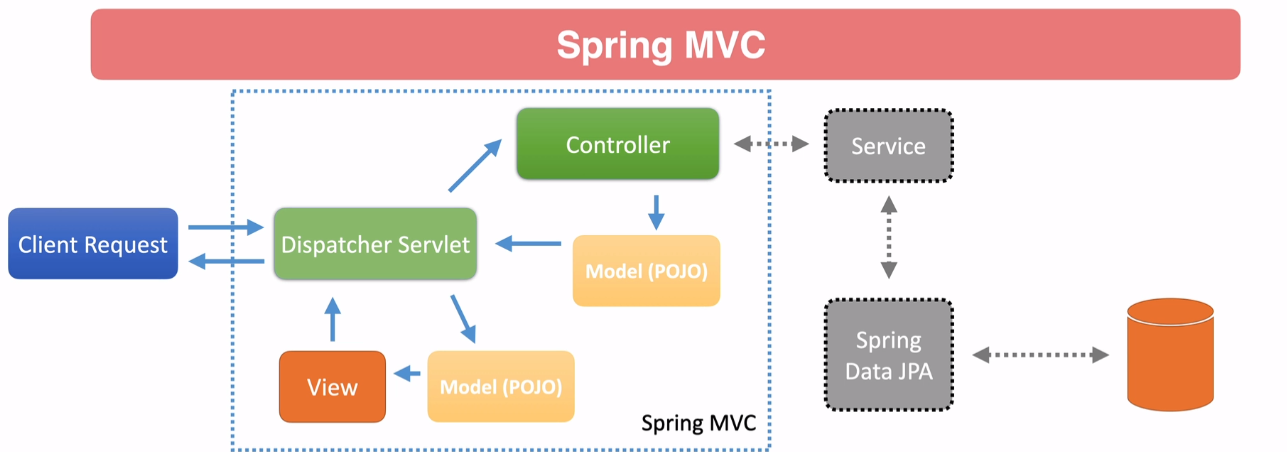 Spring MVC
Controller
Service
Client Request
Dispatcher Servlet
Model (POJO)
Spring
Data JPA
View
Model (POJO)
Spring MVC